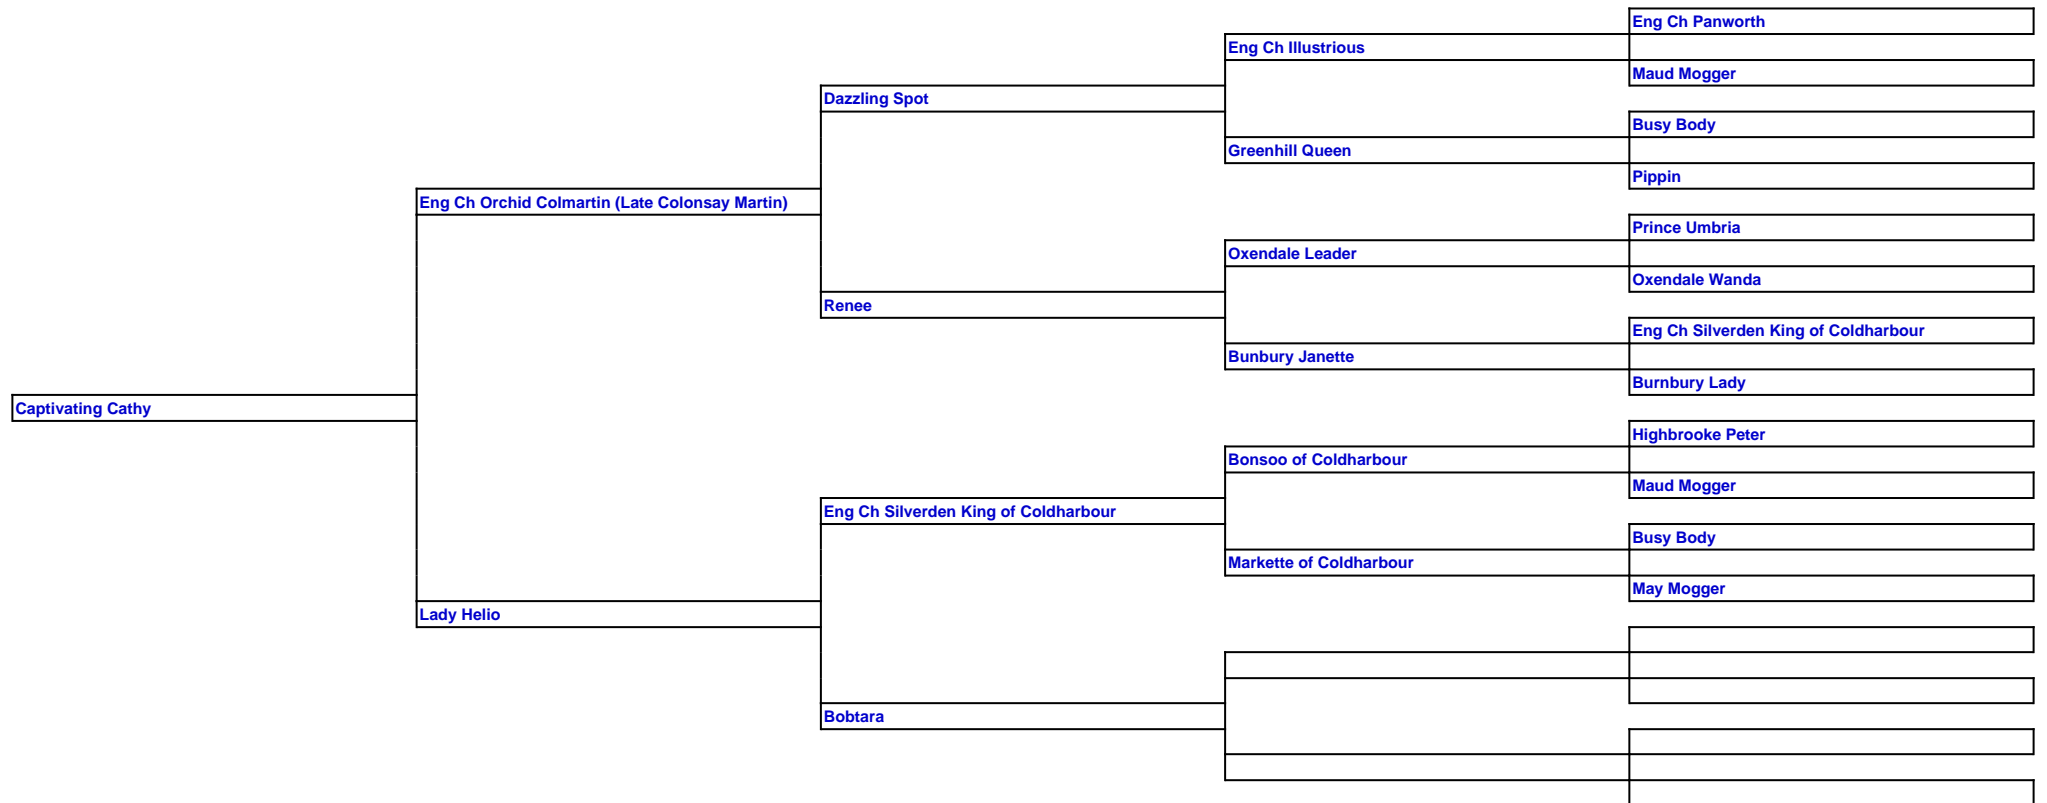 Eng Ch Panworth
Eng Ch Illustrious
Maud Mogger
Dazzling Spot
Busy Body
Greenhill Queen
Pippin
Eng Ch Orchid Colmartin (Late Colonsay Martin)
Prince Umbria
Oxendale Leader
Oxendale Wanda
Renee
Eng Ch Silverden King of Coldharbour
Bunbury Janette
Burnbury Lady
Captivating Cathy
Highbrooke Peter
Bonsoo of Coldharbour
Maud Mogger
Eng Ch Silverden King of Coldharbour
Busy Body
Markette of Coldharbour
May Mogger
Lady Helio
Bobtara